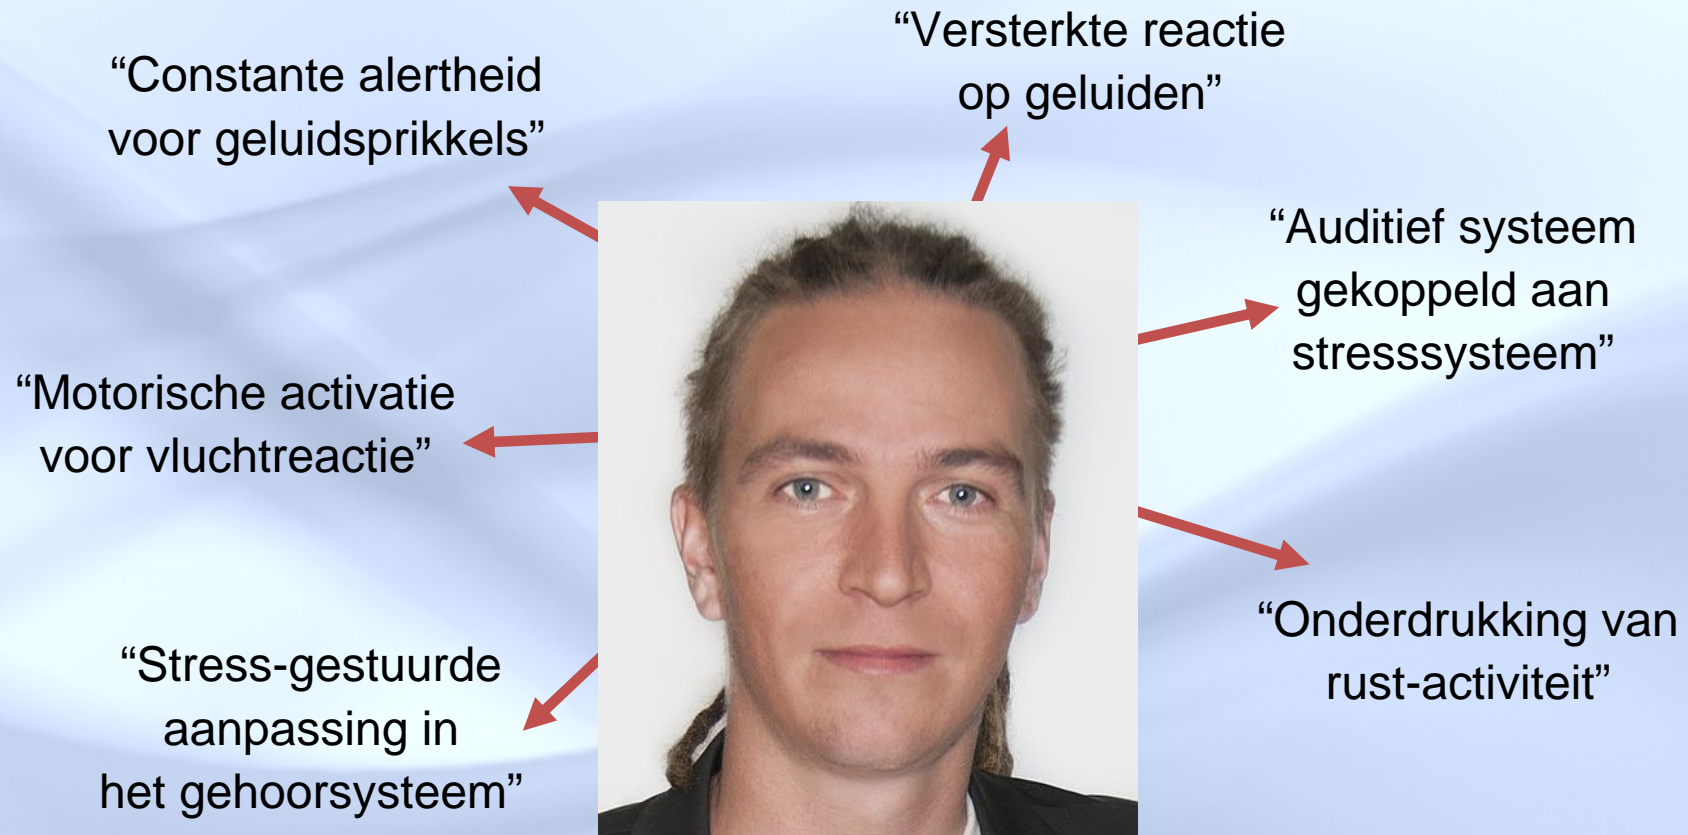 “Constante alertheid
voor geluidsprikkels”
“Versterkte reactie
op geluiden”
“Auditief systeem
gekoppeld aan
stresssysteem”
“Motorische activatie
voor vluchtreactie”
“Onderdrukking van
rust-activiteit”
“Stress-gestuurde
aanpassing in
het gehoorsysteem”